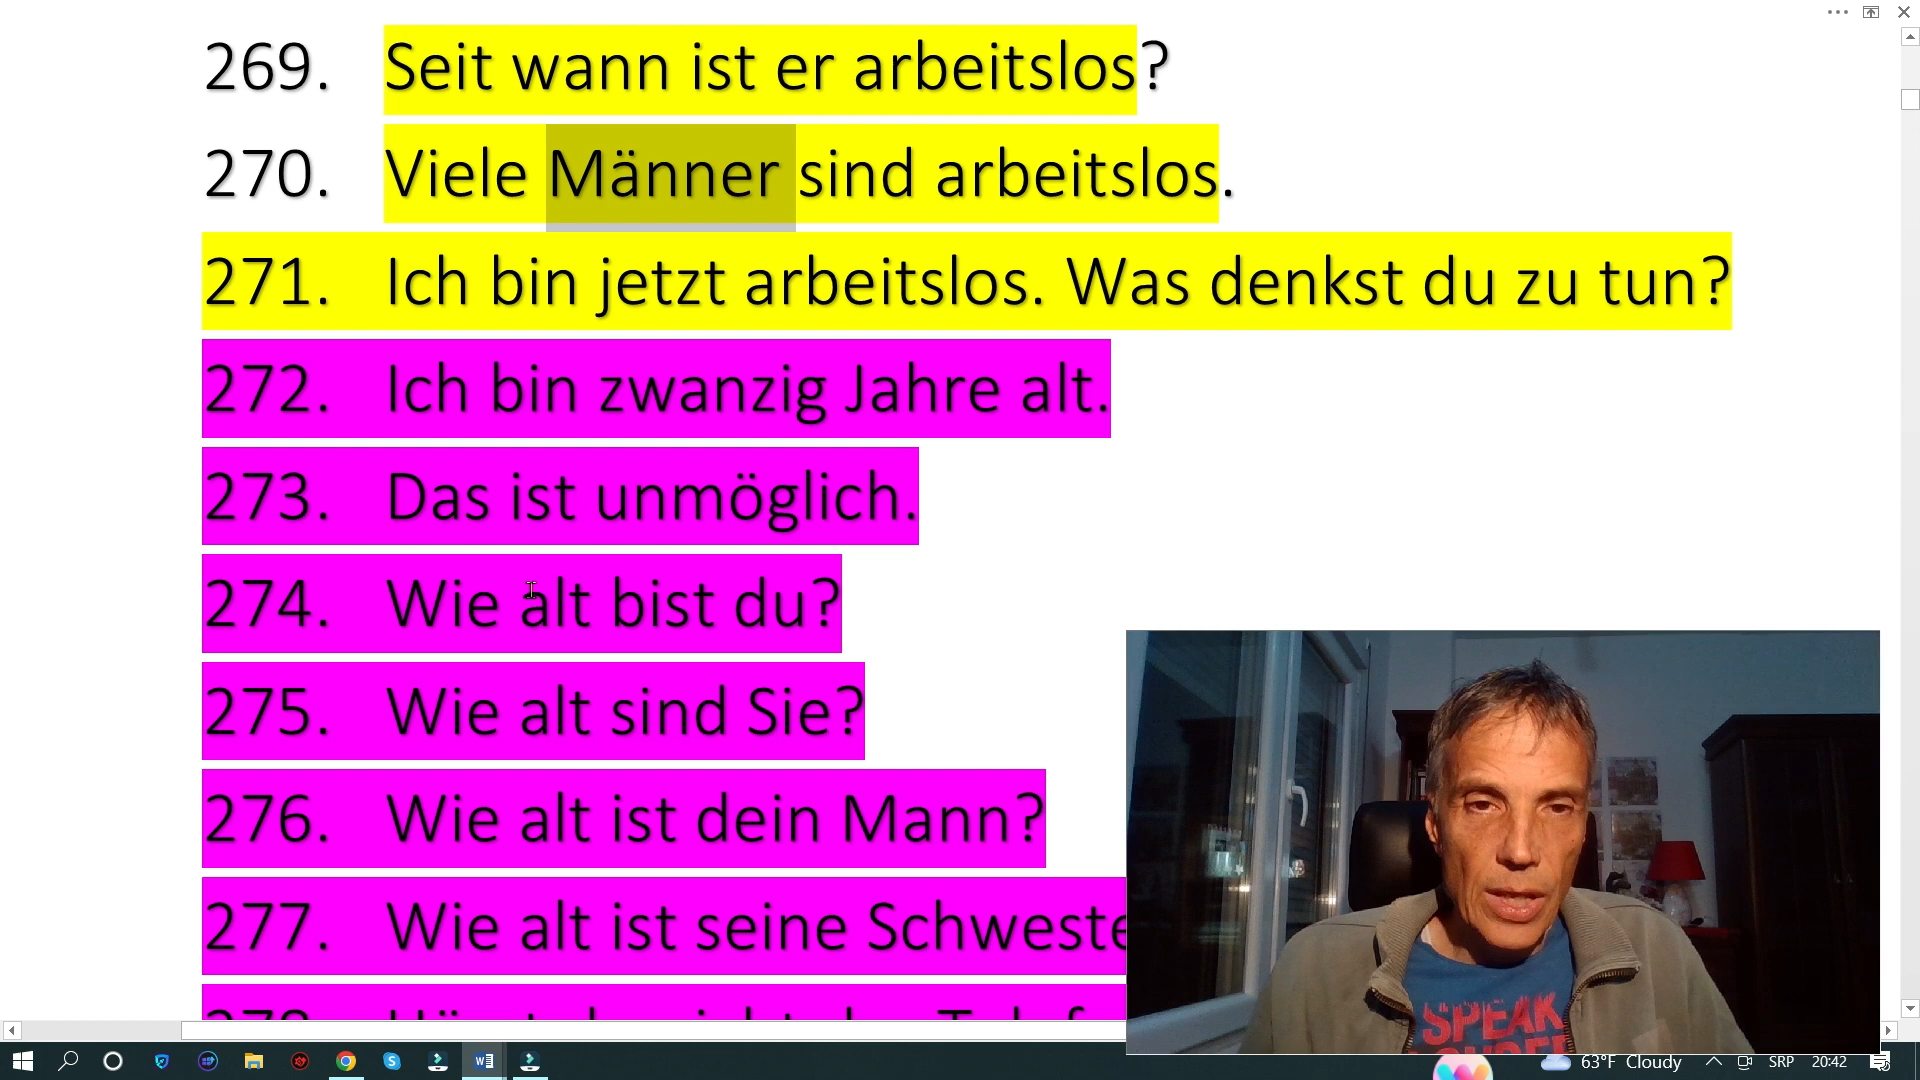 269. Seit wann ist er arbeitslos?
270. Viele Männer sind arbeitslos.
271. Ich bin jetzt arbeitslos. Was denkst du zu tun?
272. Ich bin zwanzig Jahre alt.
273. Das ist unmöglich.
274. Wie alt bist du?
275. Wie alt sind Sie?
276. Wie alt ist dein Mann?
277. Wie alt ist seine Schweste
SPEAK
63°F Cloudy
SRP
20:42